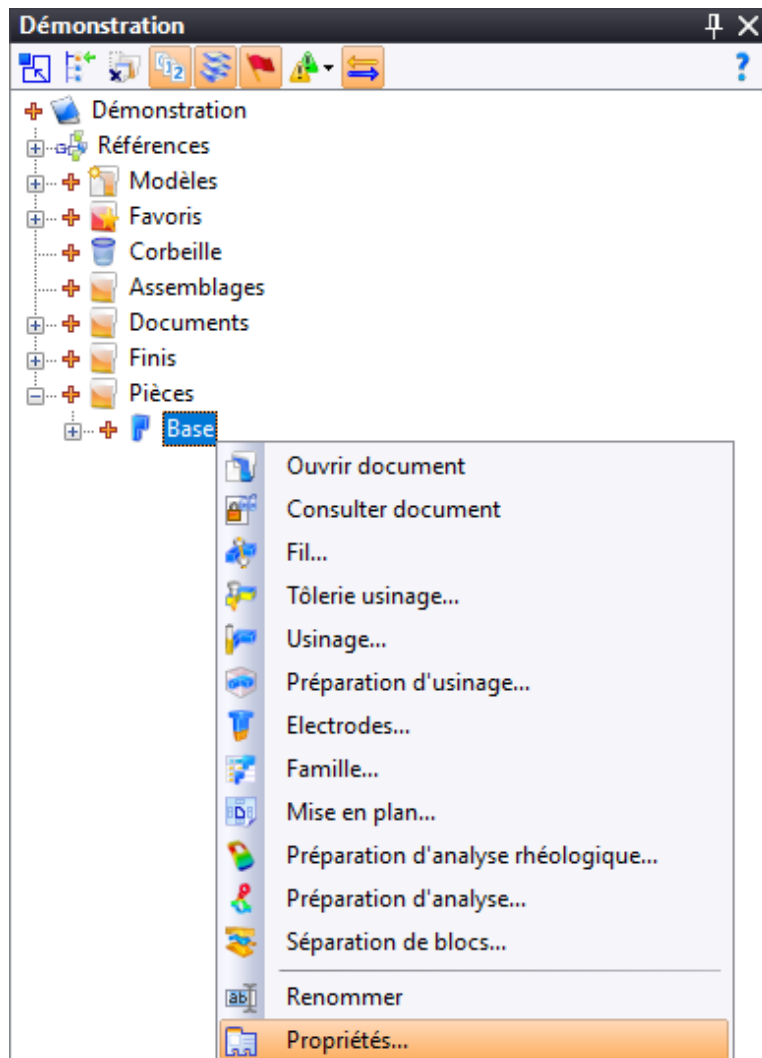 Démonstration
?
Démonstration
Références
Modèles
Favoris
Corbeille
Assemblages
Documents
Finis
Pièces
Base
Ouvrir document
Consulter document
Fil...
Tôlerie usinage...
Usinage...
Préparation d'usinage...
Electrodes...
Famille...
Mise en plan...
Préparation d'analyse rhéologique...
Préparation d'analyse...
Séparation de blocs...
Renommer
Propriétés...